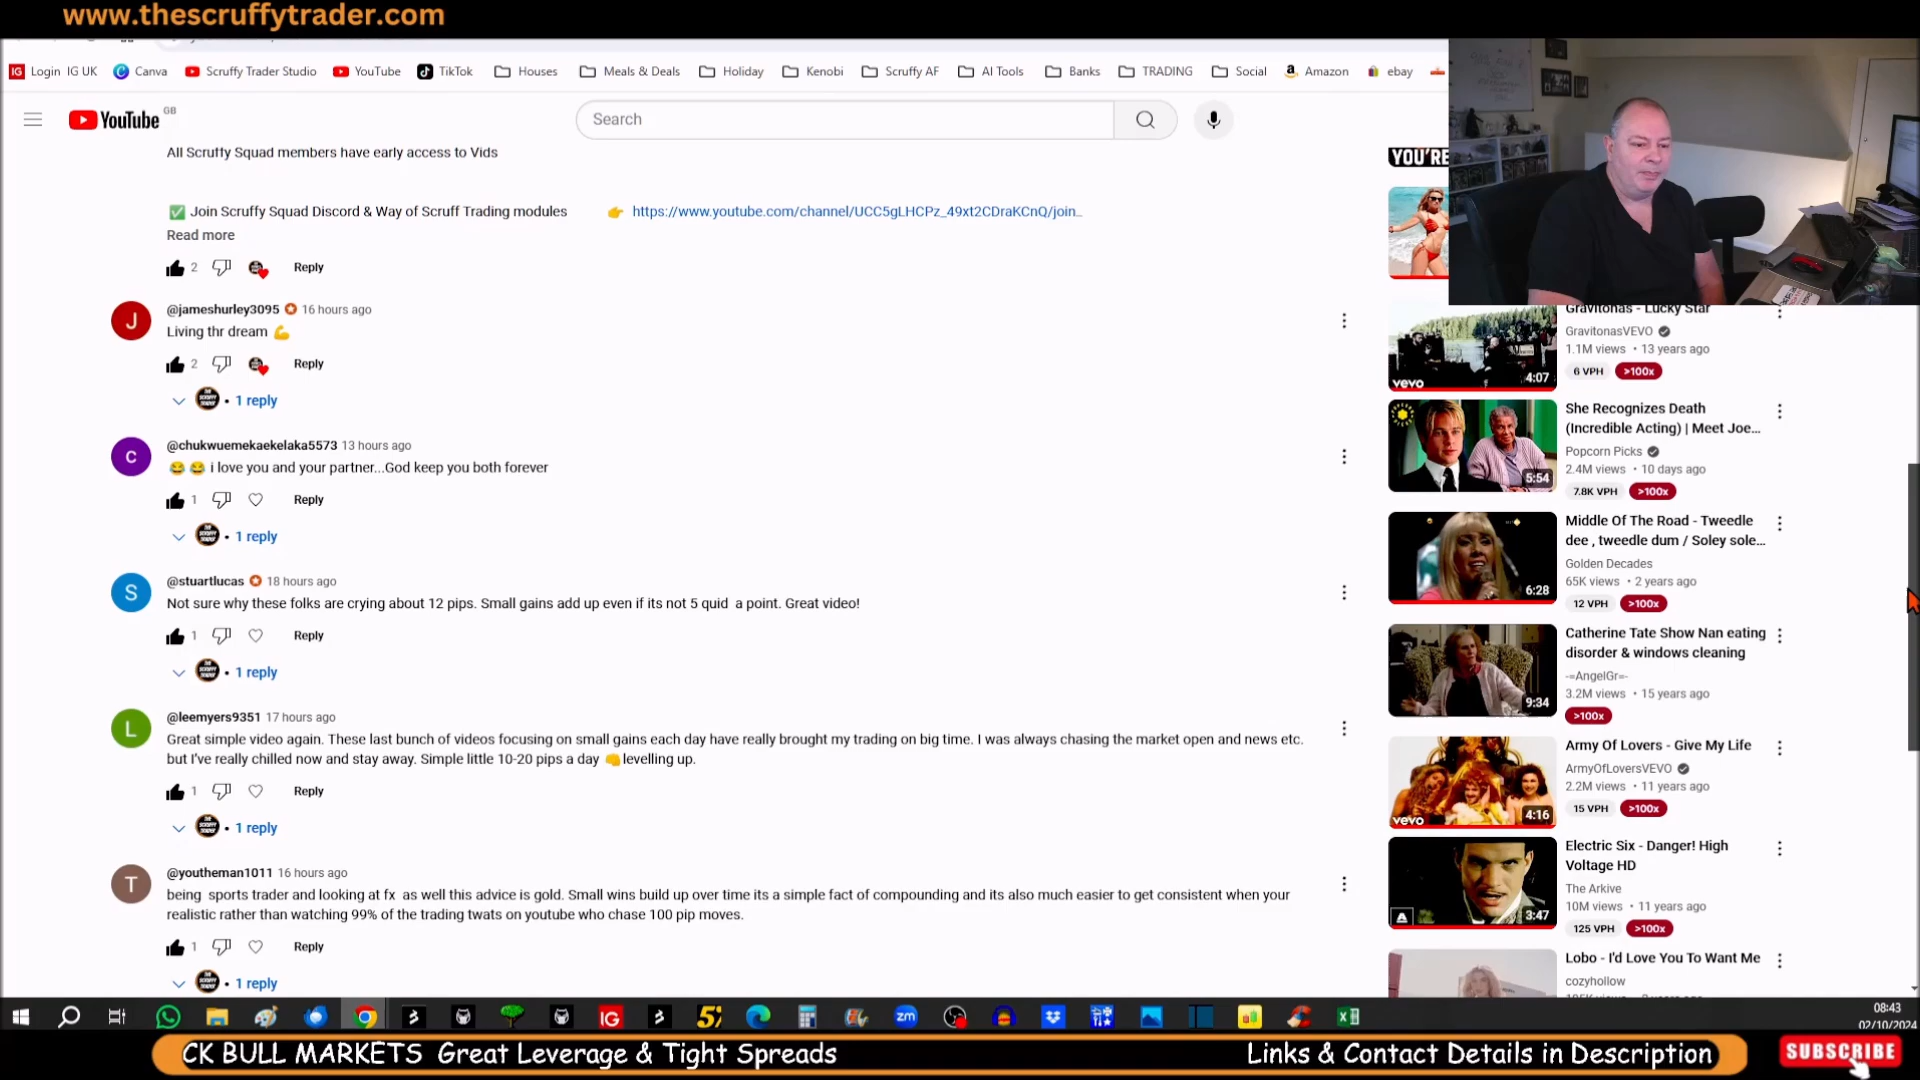 www.thescruffytrader.com
Login IG UK
Canva
Scruffy Trader Studio
YouTube
TikTok
Houses
Meals & Deals
Holiday
Kenobi
Scruffy AF
AI Tools
Banks
TRADING
Social
Amazon
ebay
YouTube GB
Search
All Scruffy Squad members have early access to Vids
YOU'RE
✅ Join Scruffy Squad Discord & Way of Scruff Trading modules 👉 https://www.youtube.com/channel/UCC5gLHCPz_49xt2CDraKCnQ/join_
Read more
2 Reply
@jameshurley3095 16 hours ago
Living thr dream 💪
2 Reply
• 1 reply
@chukwuemekaekelaka5573 13 hours ago
😂 😂 i love you and your partner...God keep you both forever
1 Reply
• 1 reply
@stuartlucas 18 hours ago
Not sure why these folks are crying about 12 pips. Small gains add up even if its not 5 quid a point. Great video!
1 Reply
• 1 reply
@leemyers9351 17 hours ago
Great simple video again. These last bunch of videos focusing on small gains each day have really brought my trading on big time. I was always chasing the market open and news etc.
but I've really chilled now and stay away. Simple little 10-20 pips a day 👊levelling up.
1 Reply
• 1 reply
@youtheman1011 16 hours ago
being sports trader and looking at fx as well this advice is gold. Small wins build up over time its a simple fact of compounding and its also much easier to get consistent when your
realistic rather than watching 99% of the trading twats on youtube who chase 100 pip moves.
1 Reply
• 1 reply
Gravitonas - Lucky Star
GravitonasVEVO
1.1M views • 13 years ago
6 VPH >100x
vevo 4:07
She Recognizes Death
(Incredible Acting) | Meet Joe...
Popcorn Picks
2.4M views • 10 days ago
7.8K VPH >100x
5:54
Middle Of The Road - Tweedle
dee , tweedle dum / Soley sole...
Golden Decades
65K views • 2 years ago
12 VPH >100x
6:28
Catherine Tate Show Nan eating
disorder & windows cleaning
-=AngelGr=-
3.2M views • 15 years ago
>100x
9:34
Army Of Lovers - Give My Life
ArmyOfLoversVEVO
2.2M views • 11 years ago
15 VPH >100x
vevo 4:16
Electric Six - Danger! High
Voltage HD
The Arkive
10M views • 11 years ago
125 VPH >100x
3:47
Lobo - I'd Love You To Want Me
cozyhollow
08:43
02/10/2024
CK BULL MARKETS Great Leverage & Tight Spreads
Links & Contact Details in Description
SUBSCRIBE